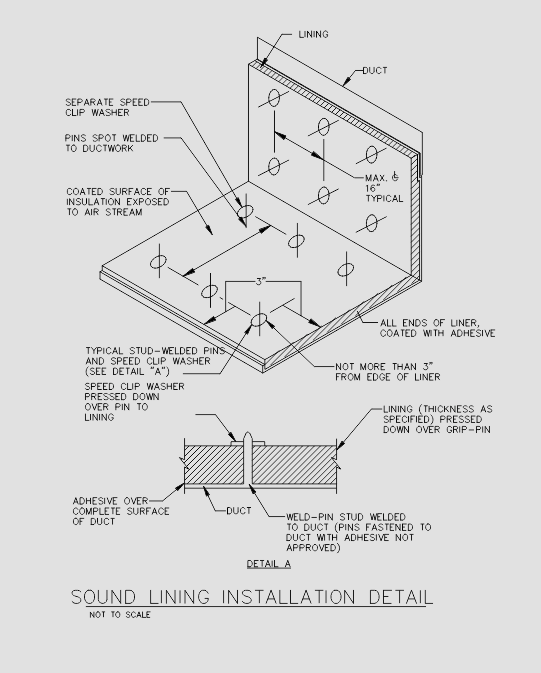 LINING
DUCT
SEPARATE SPEED
CLIP WASHER
PINS SPOT WELDED
TO DUCTWORK
MAX. ℄
16"
TYPICAL
COATED SURFACE OF
INSULATION EXPOSED
TO AIR STREAM
3"
ALL ENDS OF LINER,
COATED WITH ADHESIVE
TYPICAL STUD-WELDED PINS
AND SPEED CLIP WASHER
(SEE DETAIL "A")
NOT MORE THAN 3"
FROM EDGE OF LINER
SPEED CLIP WASHER
PRESSED DOWN
OVER PIN TO
LINING
LINING (THICKNESS AS
SPECIFIED) PRESSED
DOWN OVER GRIP-PIN
ADHESIVE OVER
COMPLETE SURFACE
OF DUCT
DUCT
WELD-PIN STUD WELDED
TO DUCT (PINS FASTENED TO
DUCT WITH ADHESIVE NOT
APPROVED)
DETAIL A
SOUND LINING INSTALLATION DETAIL
NOT TO SCALE